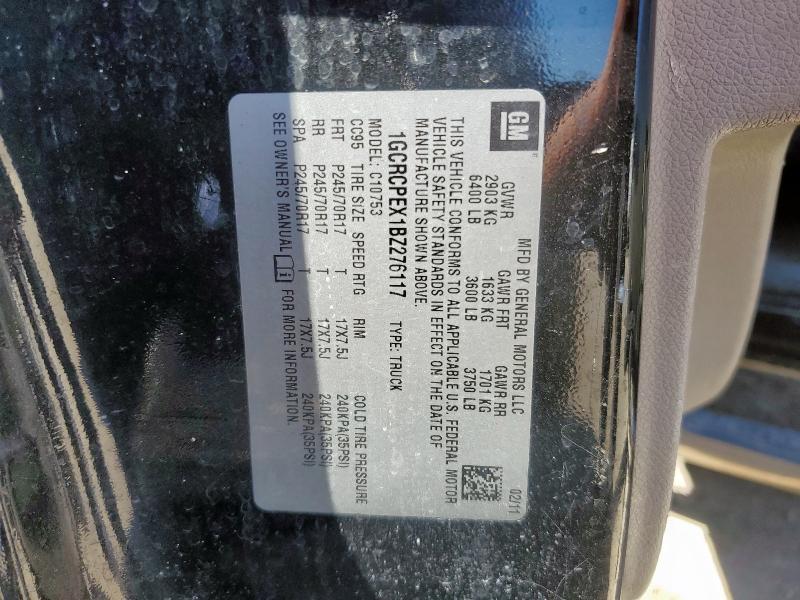 GM
MFD BY GENERAL MOTORS LLC 02/11
GVWR GAWR FRT GAWR RR
2903 KG 1633 KG 1701 KG
6400 LB 3600 LB 3750 LB
THIS VEHICLE CONFORMS TO ALL APPLICABLE U.S. FEDERAL MOTOR
VEHICLE SAFETY STANDARDS IN EFFECT ON THE DATE OF
MANUFACTURE SHOWN ABOVE.
1GCRCPEX1BZ276117 TYPE: TRUCK
MODEL: C10753
CC95 TIRE SIZE SPEED RTG RIM COLD TIRE PRESSURE
FRT P245/70R17 T 17X7.5J 240KPA(35PSI)
RR P245/70R17 T 17X7.5J 240KPA(35PSI)
SPA P245/70R17 T 17X7.5J 240KPA(35PSI)
SEE OWNER'S MANUAL FOR MORE INFORMATION.